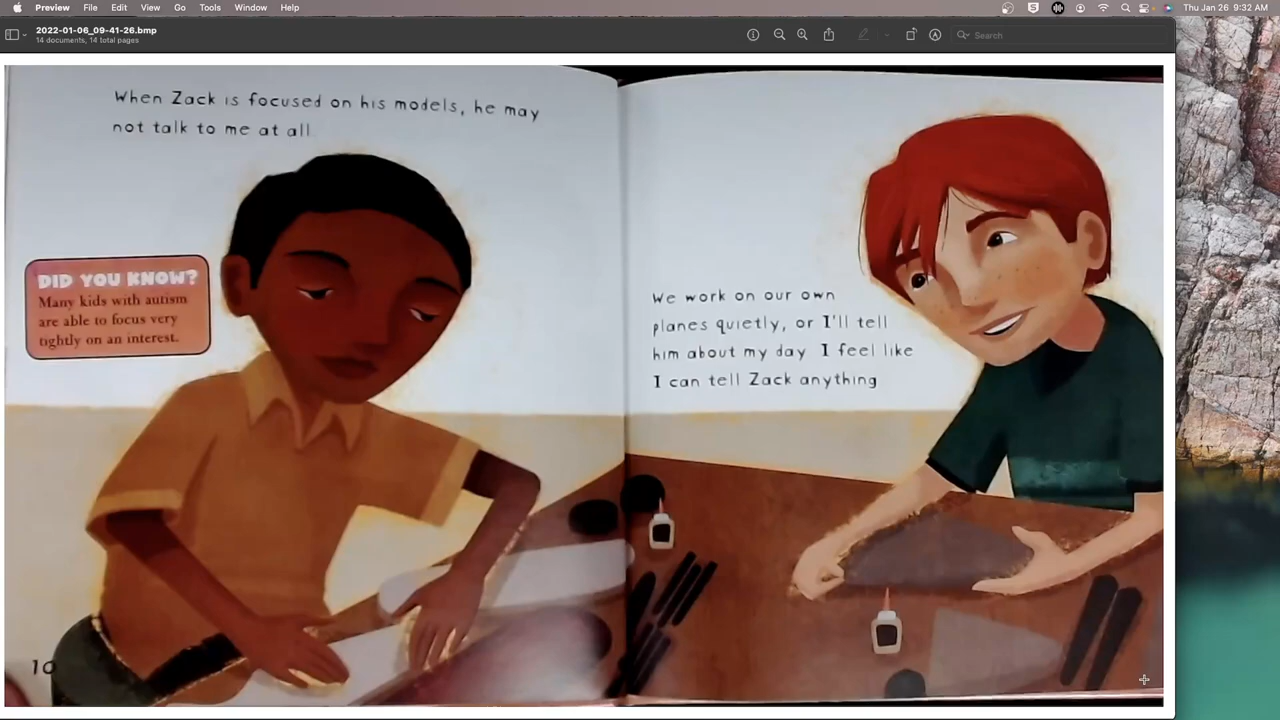 Preview File Edit View Go Tools Window Help
Thu Jan 26 9:32 AM
2022-01-06_09-41-26.bmp
14 documents, 14 total pages
Search
When Zack is focused on his models, he may
not talk to me at all
DID YOU KNOW?
Many kids with autism
are able to focus very
tightly on an interest.
10
We work on our own
planes quietly, or I'll tell
him about my day I feel like
I can tell Zack anything